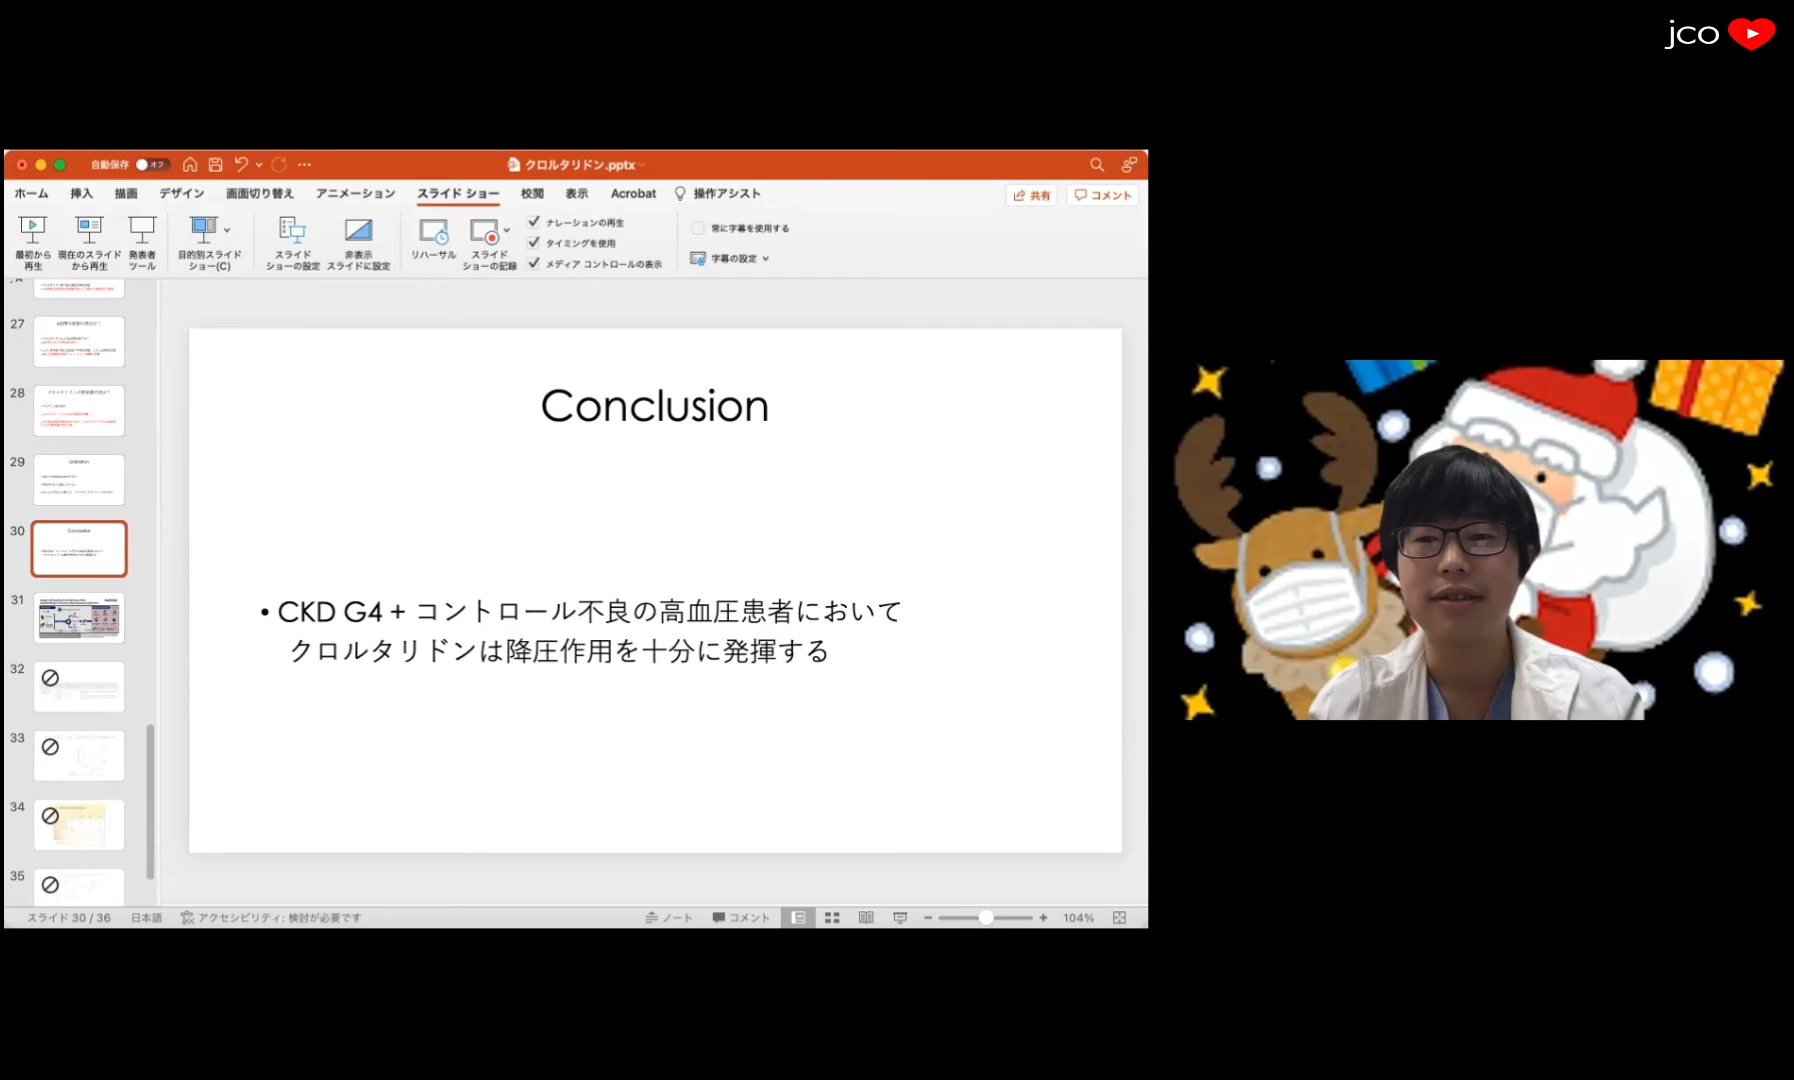 jco
自動保存 オフ
クロルタリドン.pptx
ホーム 挿入 描画 デザイン 画面切り替え アニメーション スライド ショー 校閲 表示 Acrobat 操作アシスト 共有 コメント
最初から
再生
現在のスライド
から再生
発表者
ツール
目的別スライド
ショー(C)
スライド
ショーの設定
非表示
スライドに設定
リハーサル
スライド
ショーの記録
ナレーションの再生
タイミングを使用
メディア コントロールの表示
常に字幕を使用する
字幕の設定
27
28
29
30
31
32
33
34
35
Conclusion
• CKD G4 + コントロール不良の高血圧患者において
クロルタリドンは降圧作用を十分に発揮する
スライド 30 / 36 日本語 アクセシビリティ: 検討が必要です ノート コメント 104%